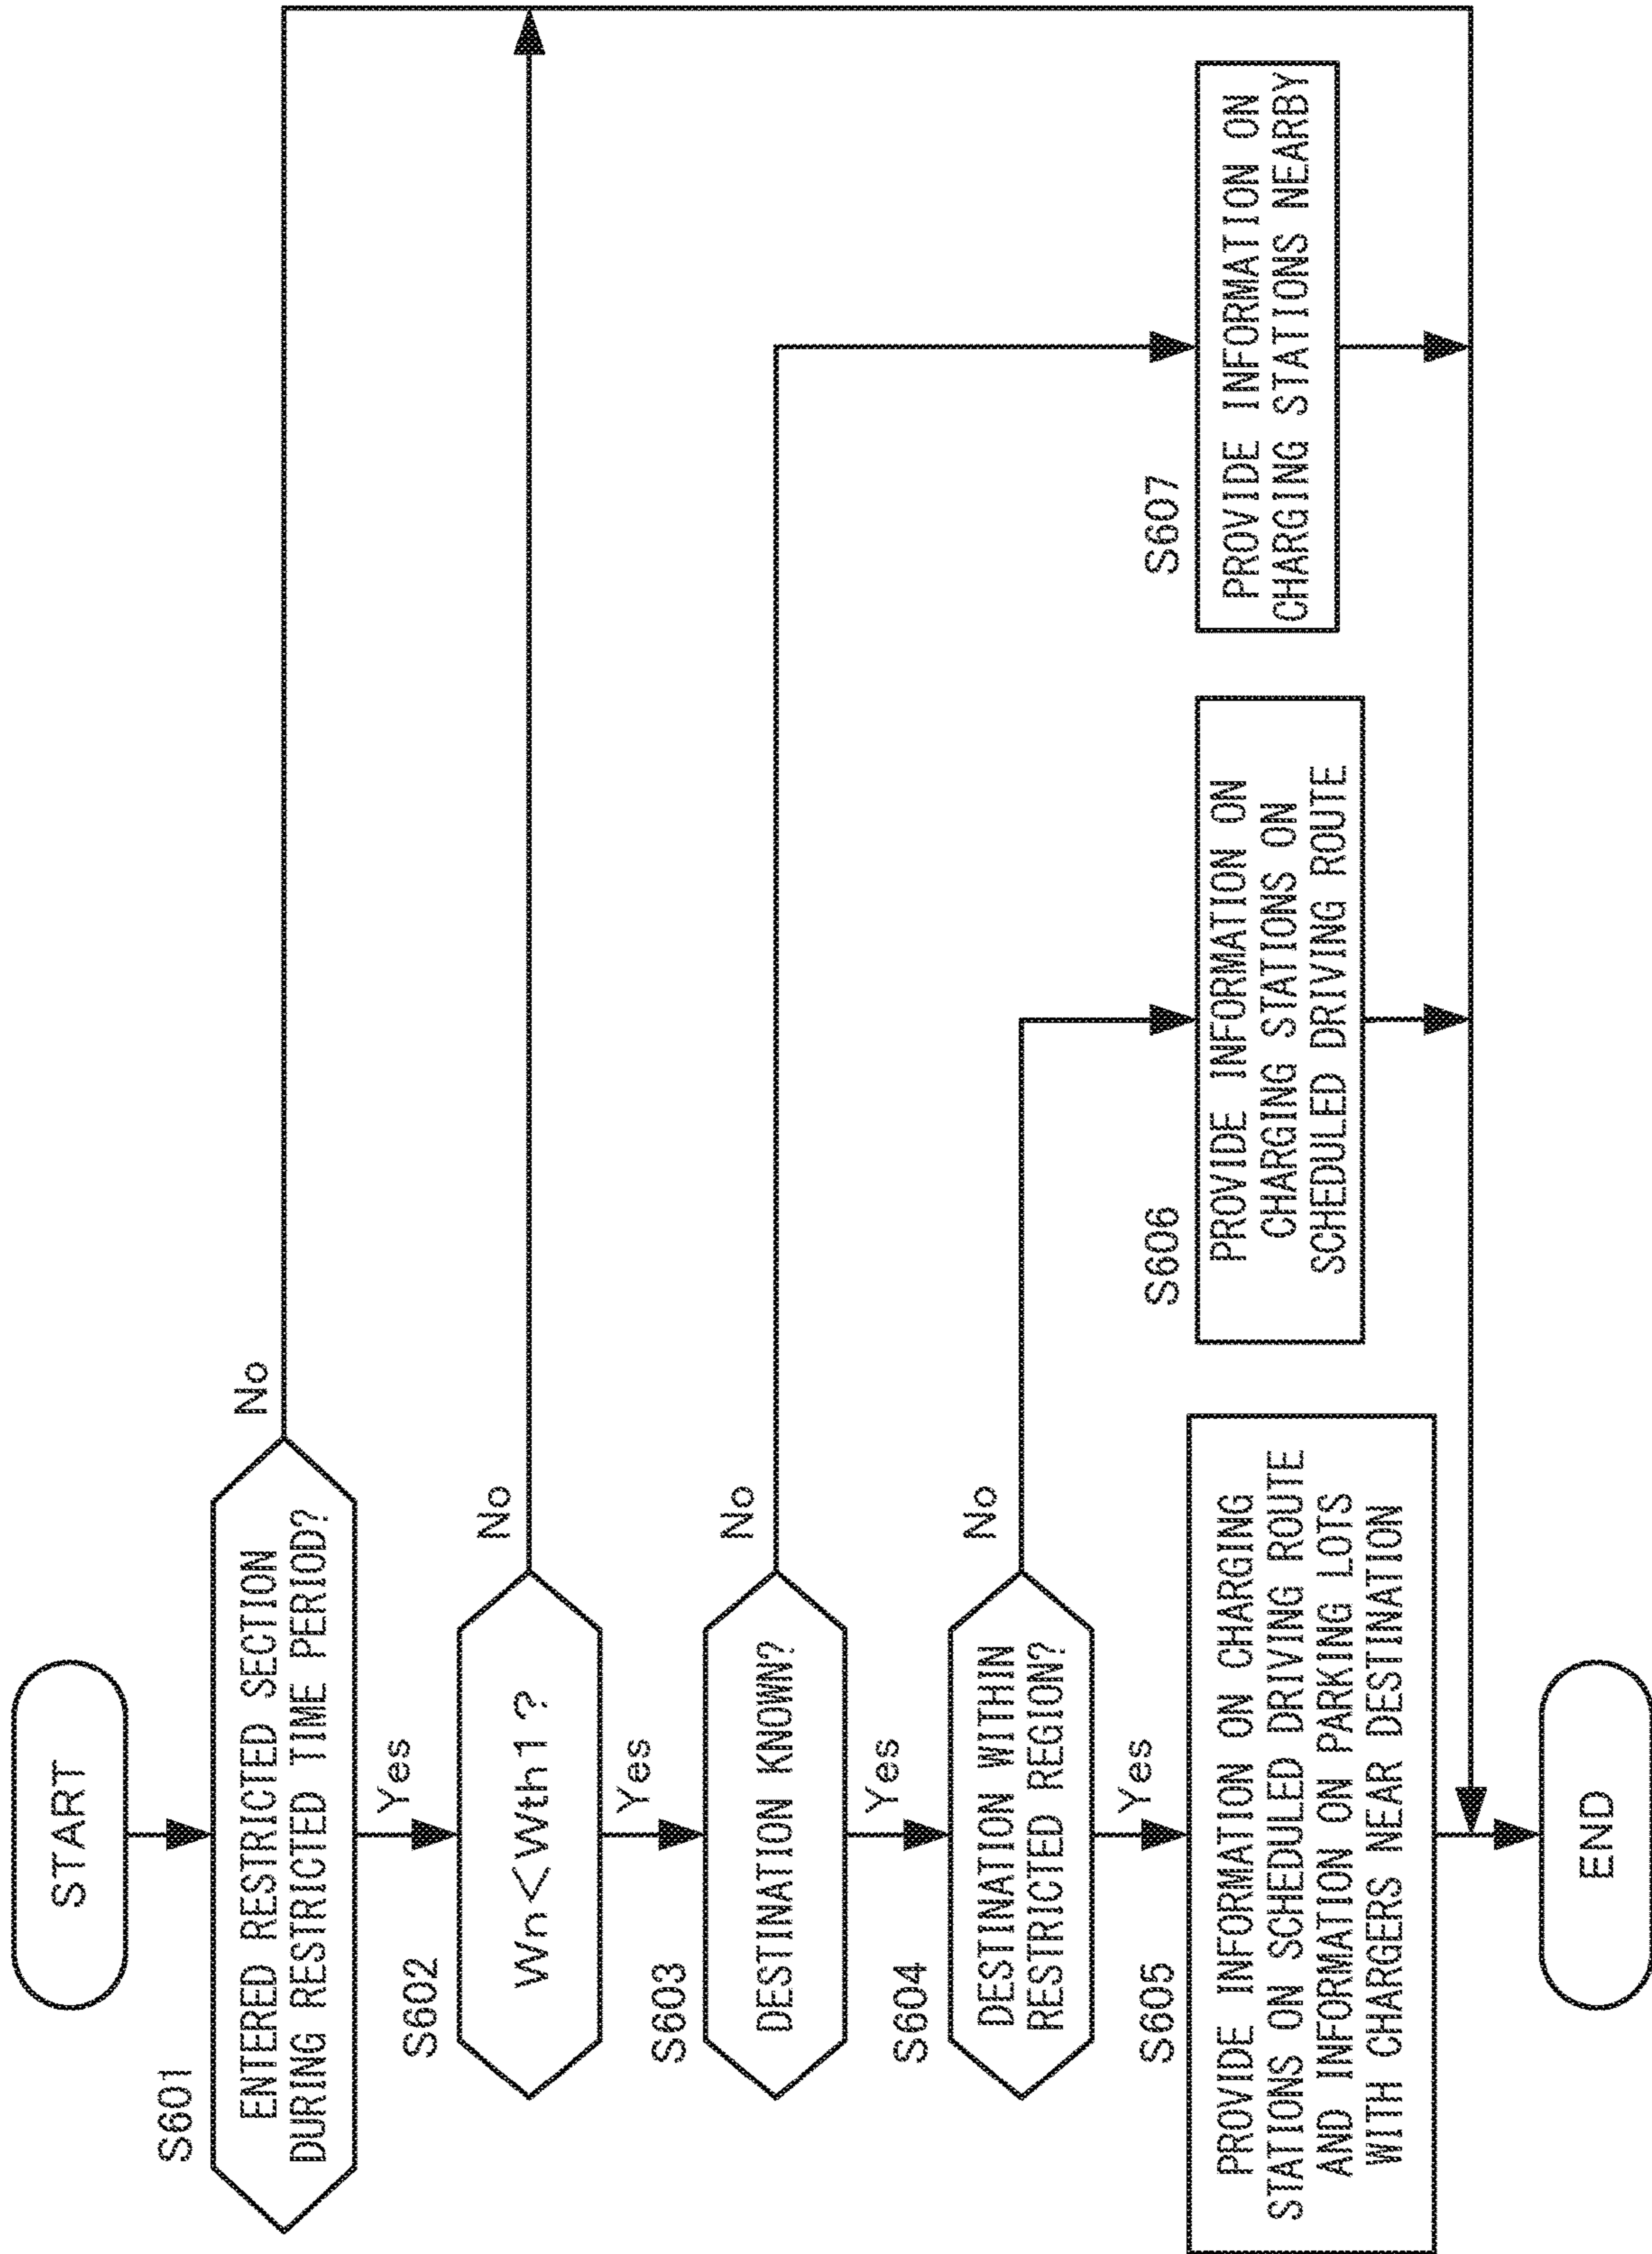 START
S601
ENTERED RESTRICTED SECTION
DURING RESTRICTED TIME PERIOD?
No
Yes
S602
Wn<Wth1?
No
Yes
S603
DESTINATION KNOWN?
No
Yes
S604
DESTINATION WITHIN
RESTRICTED REGION?
No
Yes
S605
PROVIDE INFORMATION ON CHARGING
STATIONS ON SCHEDULED DRIVING ROUTE
AND INFORMATION ON PARKING LOTS
WITH CHARGERS NEAR DESTINATION
S606
PROVIDE INFORMATION ON
CHARGING STATIONS ON
SCHEDULED DRIVING ROUTE
S607
PROVIDE INFORMATION ON
CHARGING STATIONS NEARBY
END